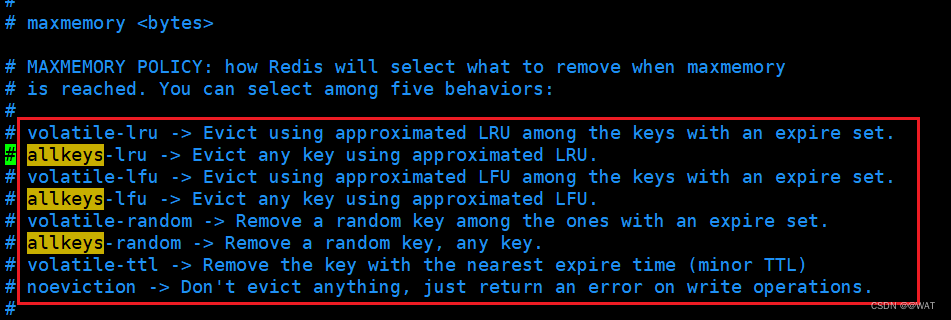 #
# maxmemory <bytes>

# MAXMEMORY POLICY: how Redis will select what to remove when maxmemory
# is reached. You can select among five behaviors:
#
# volatile-lru -> Evict using approximated LRU among the keys with an expire set.
# allkeys-lru -> Evict any key using approximated LRU.
# volatile-lfu -> Evict using approximated LFU among the keys with an expire set.
# allkeys-lfu -> Evict any key using approximated LFU.
# volatile-random -> Remove a random key among the ones with an expire set.
# allkeys-random -> Remove a random key, any key.
# volatile-ttl -> Remove the key with the nearest expire time (minor TTL)
# noeviction -> Don't evict anything, just return an error on write operations.
#
CSDN @@WAT